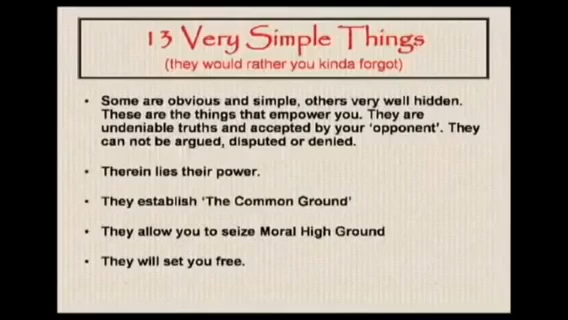 13 Very Simple Things
(they would rather you kinda forgot)
• Some are obvious and simple, others very well hidden.
These are the things that empower you. They are
undeniable truths and accepted by your 'opponent'. They
can not be argued, disputed or denied.
• Therein lies their power.
• They establish 'The Common Ground'
• They allow you to seize Moral High Ground
• They will set you free.